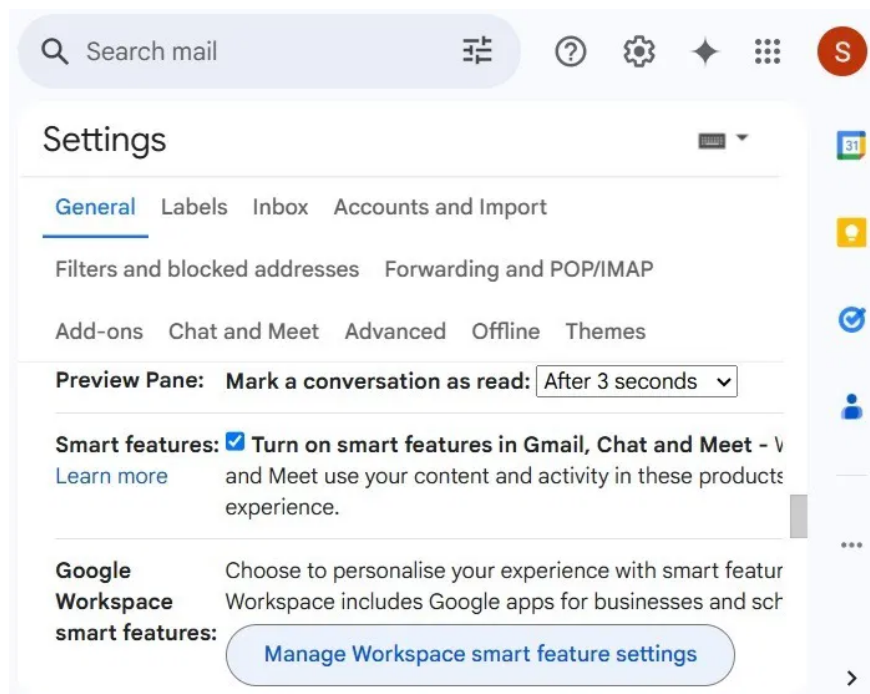 Search mail
S
Settings
31
General Labels Inbox Accounts and Import
Filters and blocked addresses Forwarding and POP/IMAP
Add-ons Chat and Meet Advanced Offline Themes
Preview Pane: Mark a conversation as read: After 3 seconds
Smart features: Turn on smart features in Gmail, Chat and Meet -
Learn more and Meet use your content and activity in these products
experience.
Google Choose to personalise your experience with smart featur
Workspace Workspace includes Google apps for businesses and sch
smart features:
Manage Workspace smart feature settings